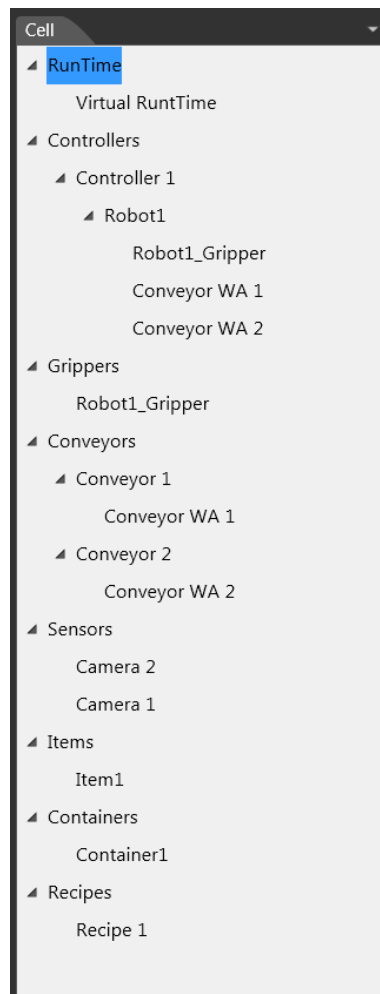 Cell
RunTime
Virtual RuntTime
Controllers
Controller 1
Robot1
Robot1_Gripper
Conveyor WA 1
Conveyor WA 2
Grippers
Robot1_Gripper
Conveyors
Conveyor 1
Conveyor WA 1
Conveyor 2
Conveyor WA 2
Sensors
Camera 2
Camera 1
Items
Item1
Containers
Container1
Recipes
Recipe 1